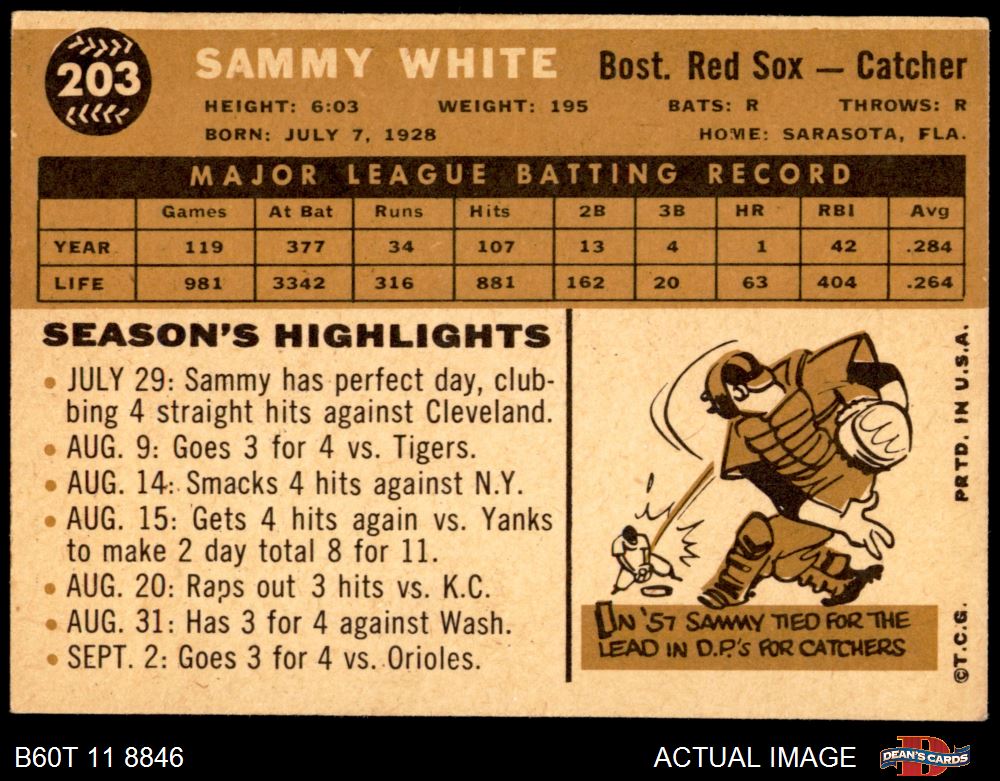 203
SAMMY WHITE Bost. Red Sox — Catcher
HEIGHT: 6:03 WEIGHT: 195 BATS: R THROWS: R
BORN: JULY 7, 1928 HOME: SARASOTA, FLA.
MAJOR LEAGUE BATTING RECORD
Games At Bat Runs Hits 2B 3B HR RBI Avg
YEAR 119 377 34 107 13 4 1 42 .284
LIFE 981 3342 316 881 162 20 63 404 .264
SEASON'S HIGHLIGHTS
• JULY 29: Sammy has perfect day, club-
bing 4 straight hits against Cleveland.
• AUG. 9: Goes 3 for 4 vs. Tigers.
• AUG. 14: Smacks 4 hits against N.Y.
• AUG. 15: Gets 4 hits again vs. Yanks
to make 2 day total 8 for 11.
• AUG. 20: Raps out 3 hits vs. K.C.
• AUG. 31: Has 3 for 4 against Wash.
• SEPT. 2: Goes 3 for 4 vs. Orioles.
IN '57 SAMMY TIED FOR THE
LEAD IN D.P.'S FOR CATCHERS
©T.C.G. PRTD. IN U.S.A.
B60T 11 8846 ACTUAL IMAGE DEAN'S CARDS